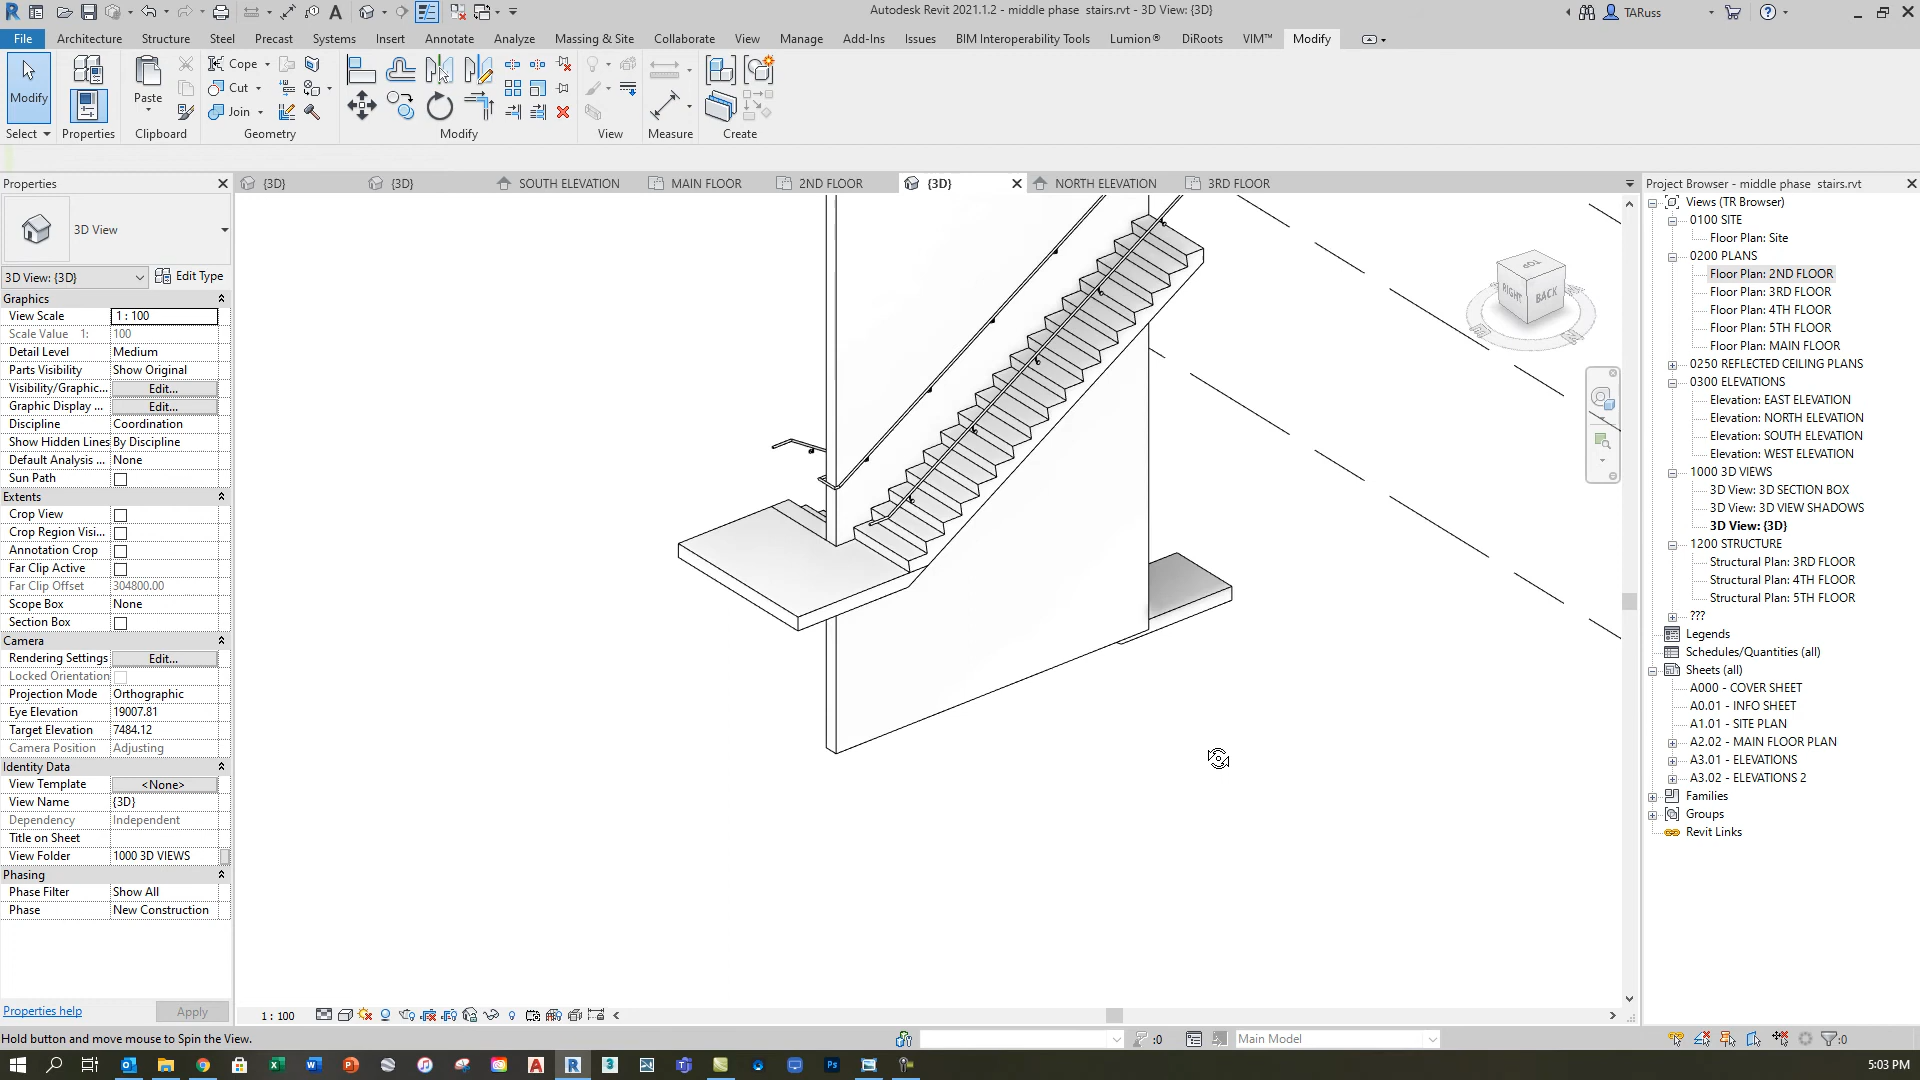 Autodesk Revit 2021.1.2 - middle phase  stairs.rvt - 3D View: {3D}
TARuss
File
Architecture
Structure
Steel
Precast
Systems
Insert
Annotate
Analyze
Massing & Site
Collaborate
View
Manage
Add-Ins
Issues
BIM Interoperability Tools
Lumion®
DiRoots
VIM™
Modify
Modify
Paste
Cope
Cut
Join
Select
Properties
Clipboard
Geometry
Modify
View
Measure
Create
Properties
{3D}
{3D}
SOUTH ELEVATION
MAIN FLOOR
2ND FLOOR
{3D}
NORTH ELEVATION
3RD FLOOR
Project Browser - middle phase  stairs.rvt
3D View
3D View: {3D}
Edit Type
Graphics
View Scale 1 : 100
Scale Value 1: 100
Detail Level Medium
Parts Visibility Show Original
Visibility/Graphic... Edit...
Graphic Display ... Edit...
Discipline Coordination
Show Hidden Lines By Discipline
Default Analysis ... None
Sun Path
Extents
Crop View
Crop Region Visi...
Annotation Crop
Far Clip Active
Far Clip Offset 304800.00
Scope Box None
Section Box
Camera
Rendering Settings Edit...
Locked Orientation
Projection Mode Orthographic
Eye Elevation 19007.81
Target Elevation 7484.12
Camera Position Adjusting
Identity Data
View Template <None>
View Name {3D}
Dependency Independent
Title on Sheet
View Folder 1000 3D VIEWS
Phasing
Phase Filter Show All
Phase New Construction
Properties help
Apply
TOP
RIGHT
BACK
Views (TR Browser)
0100 SITE
Floor Plan: Site
0200 PLANS
Floor Plan: 2ND FLOOR
Floor Plan: 3RD FLOOR
Floor Plan: 4TH FLOOR
Floor Plan: 5TH FLOOR
Floor Plan: MAIN FLOOR
0250 REFLECTED CEILING PLANS
0300 ELEVATIONS
Elevation: EAST ELEVATION
Elevation: NORTH ELEVATION
Elevation: SOUTH ELEVATION
Elevation: WEST ELEVATION
1000 3D VIEWS
3D View: 3D SECTION BOX
3D View: 3D VIEW SHADOWS
3D View: {3D}
1200 STRUCTURE
Structural Plan: 3RD FLOOR
Structural Plan: 4TH FLOOR
Structural Plan: 5TH FLOOR
???
Legends
Schedules/Quantities (all)
Sheets (all)
A000 - COVER SHEET
A0.01 - INFO SHEET
A1.01 - SITE PLAN
A2.02 - MAIN FLOOR PLAN
A3.01 - ELEVATIONS
A3.02 - ELEVATIONS 2
Families
Groups
Revit Links
1 : 100
Hold button and move mouse to Spin the View.
:0
Main Model
:0
5:03 PM